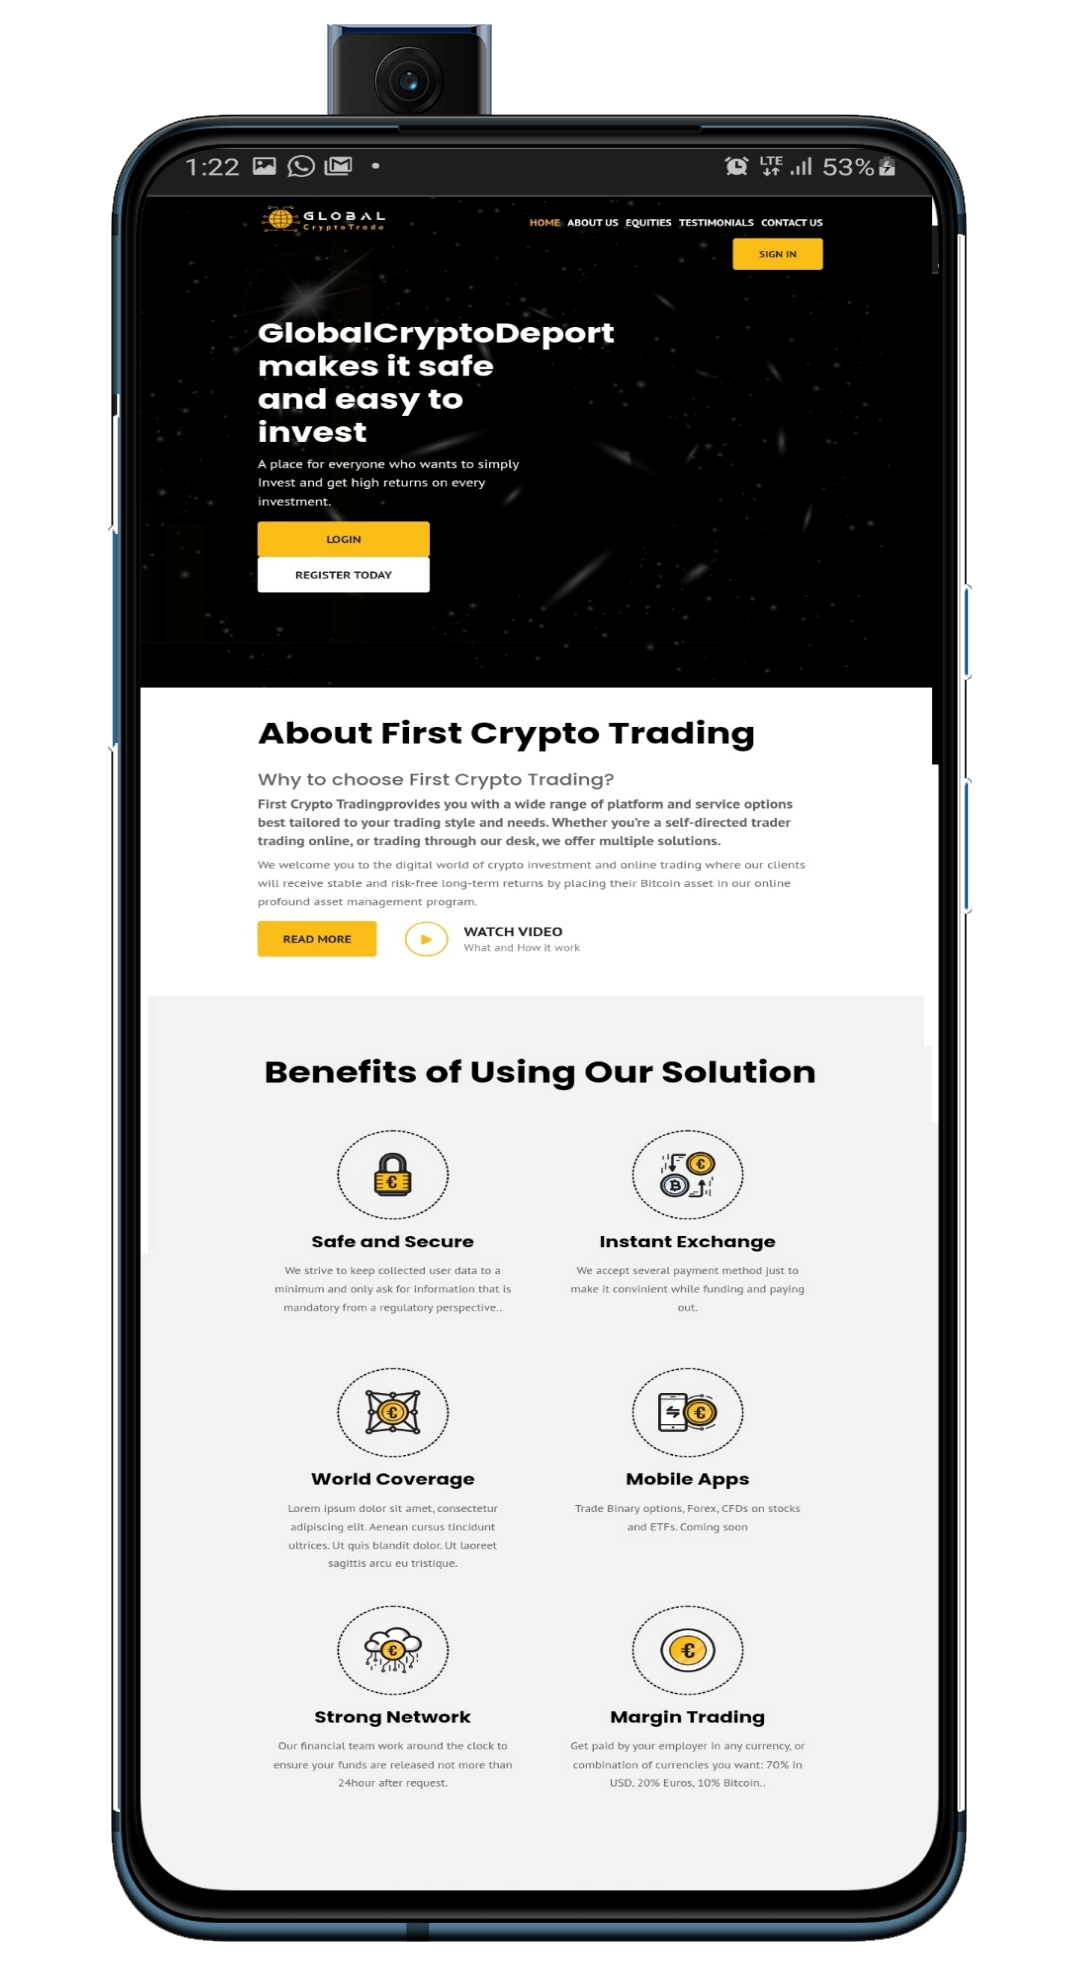 1:22
LTE
53%
GLOBAL
CryptoTrade
HOME ABOUT US EQUITIES TESTIMONIALS CONTACT US
SIGN IN
GlobalCryptoDeport
makes it safe
and easy to
invest
A place for everyone who wants to simply
Invest and get high returns on every
investment.
LOGIN
REGISTER TODAY
About First Crypto Trading
Why to choose First Crypto Trading?
First Crypto Tradingprovides you with a wide range of platform and service options
best tailored to your trading style and needs. Whether you're a self-directed trader
trading online, or trading through our desk, we offer multiple solutions.
We welcome you to the digital world of crypto investment and online trading where our clients
will receive stable and risk-free long-term returns by placing their Bitcoin asset in our online
profound asset management program.
READ MORE
WATCH VIDEO
What and How it work
Benefits of Using Our Solution
Safe and Secure
We strive to keep collected user data to a
minimum and only ask for information that is
mandatory from a regulatory perspective..
Instant Exchange
We accept several payment method just to
make it convinient while funding and paying
out.
World Coverage
Lorem ipsum dolor sit amet, consectetur
adipiscing elit. Aenean cursus tincidunt
ultrices. Ut quis blandit dolor. Ut laoreet
sagittis arcu eu tristique.
Mobile Apps
Trade Binary options, Forex, CFDs on stocks
and ETFs. Coming soon
Strong Network
Our financial team work around the clock to
ensure your funds are released not more than
24hour after request.
Margin Trading
Get paid by your employer in any currency, or
combination of currencies you want: 70% in
USD, 20% Euros, 10% Bitcoin..